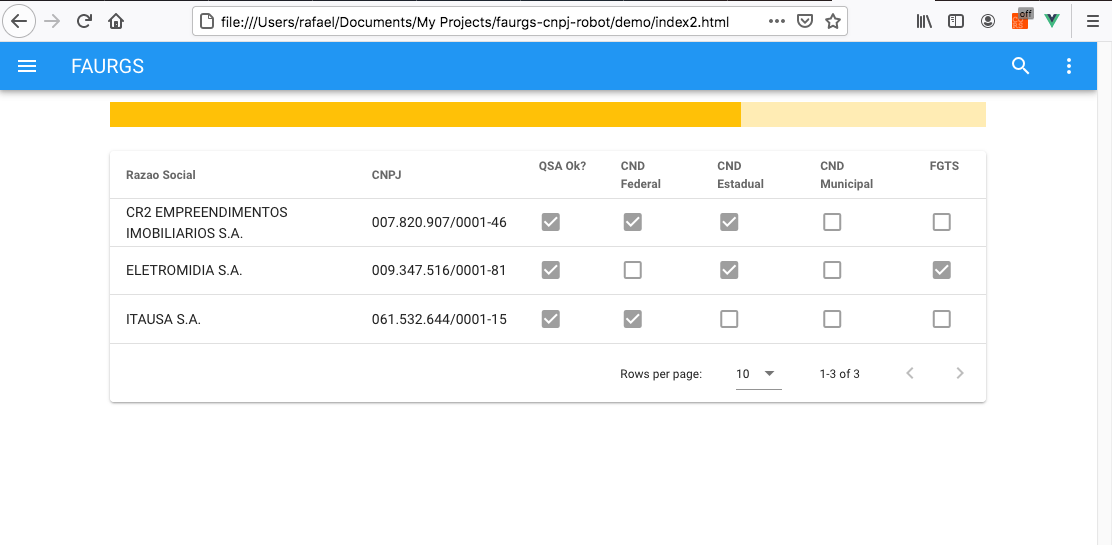 file:///Users/rafael/Documents/My Projects/faurgs-cnpj-robot/demo/index2.html
off
FAURGS
Razao Social CNPJ QSA Ok? CND Federal CND Estadual CND Municipal FGTS
CR2 EMPREENDIMENTOS IMOBILIARIOS S.A. 007.820.907/0001-46
ELETROMIDIA S.A. 009.347.516/0001-81
ITAUSA S.A. 061.532.644/0001-15
Rows per page: 10 1-3 of 3